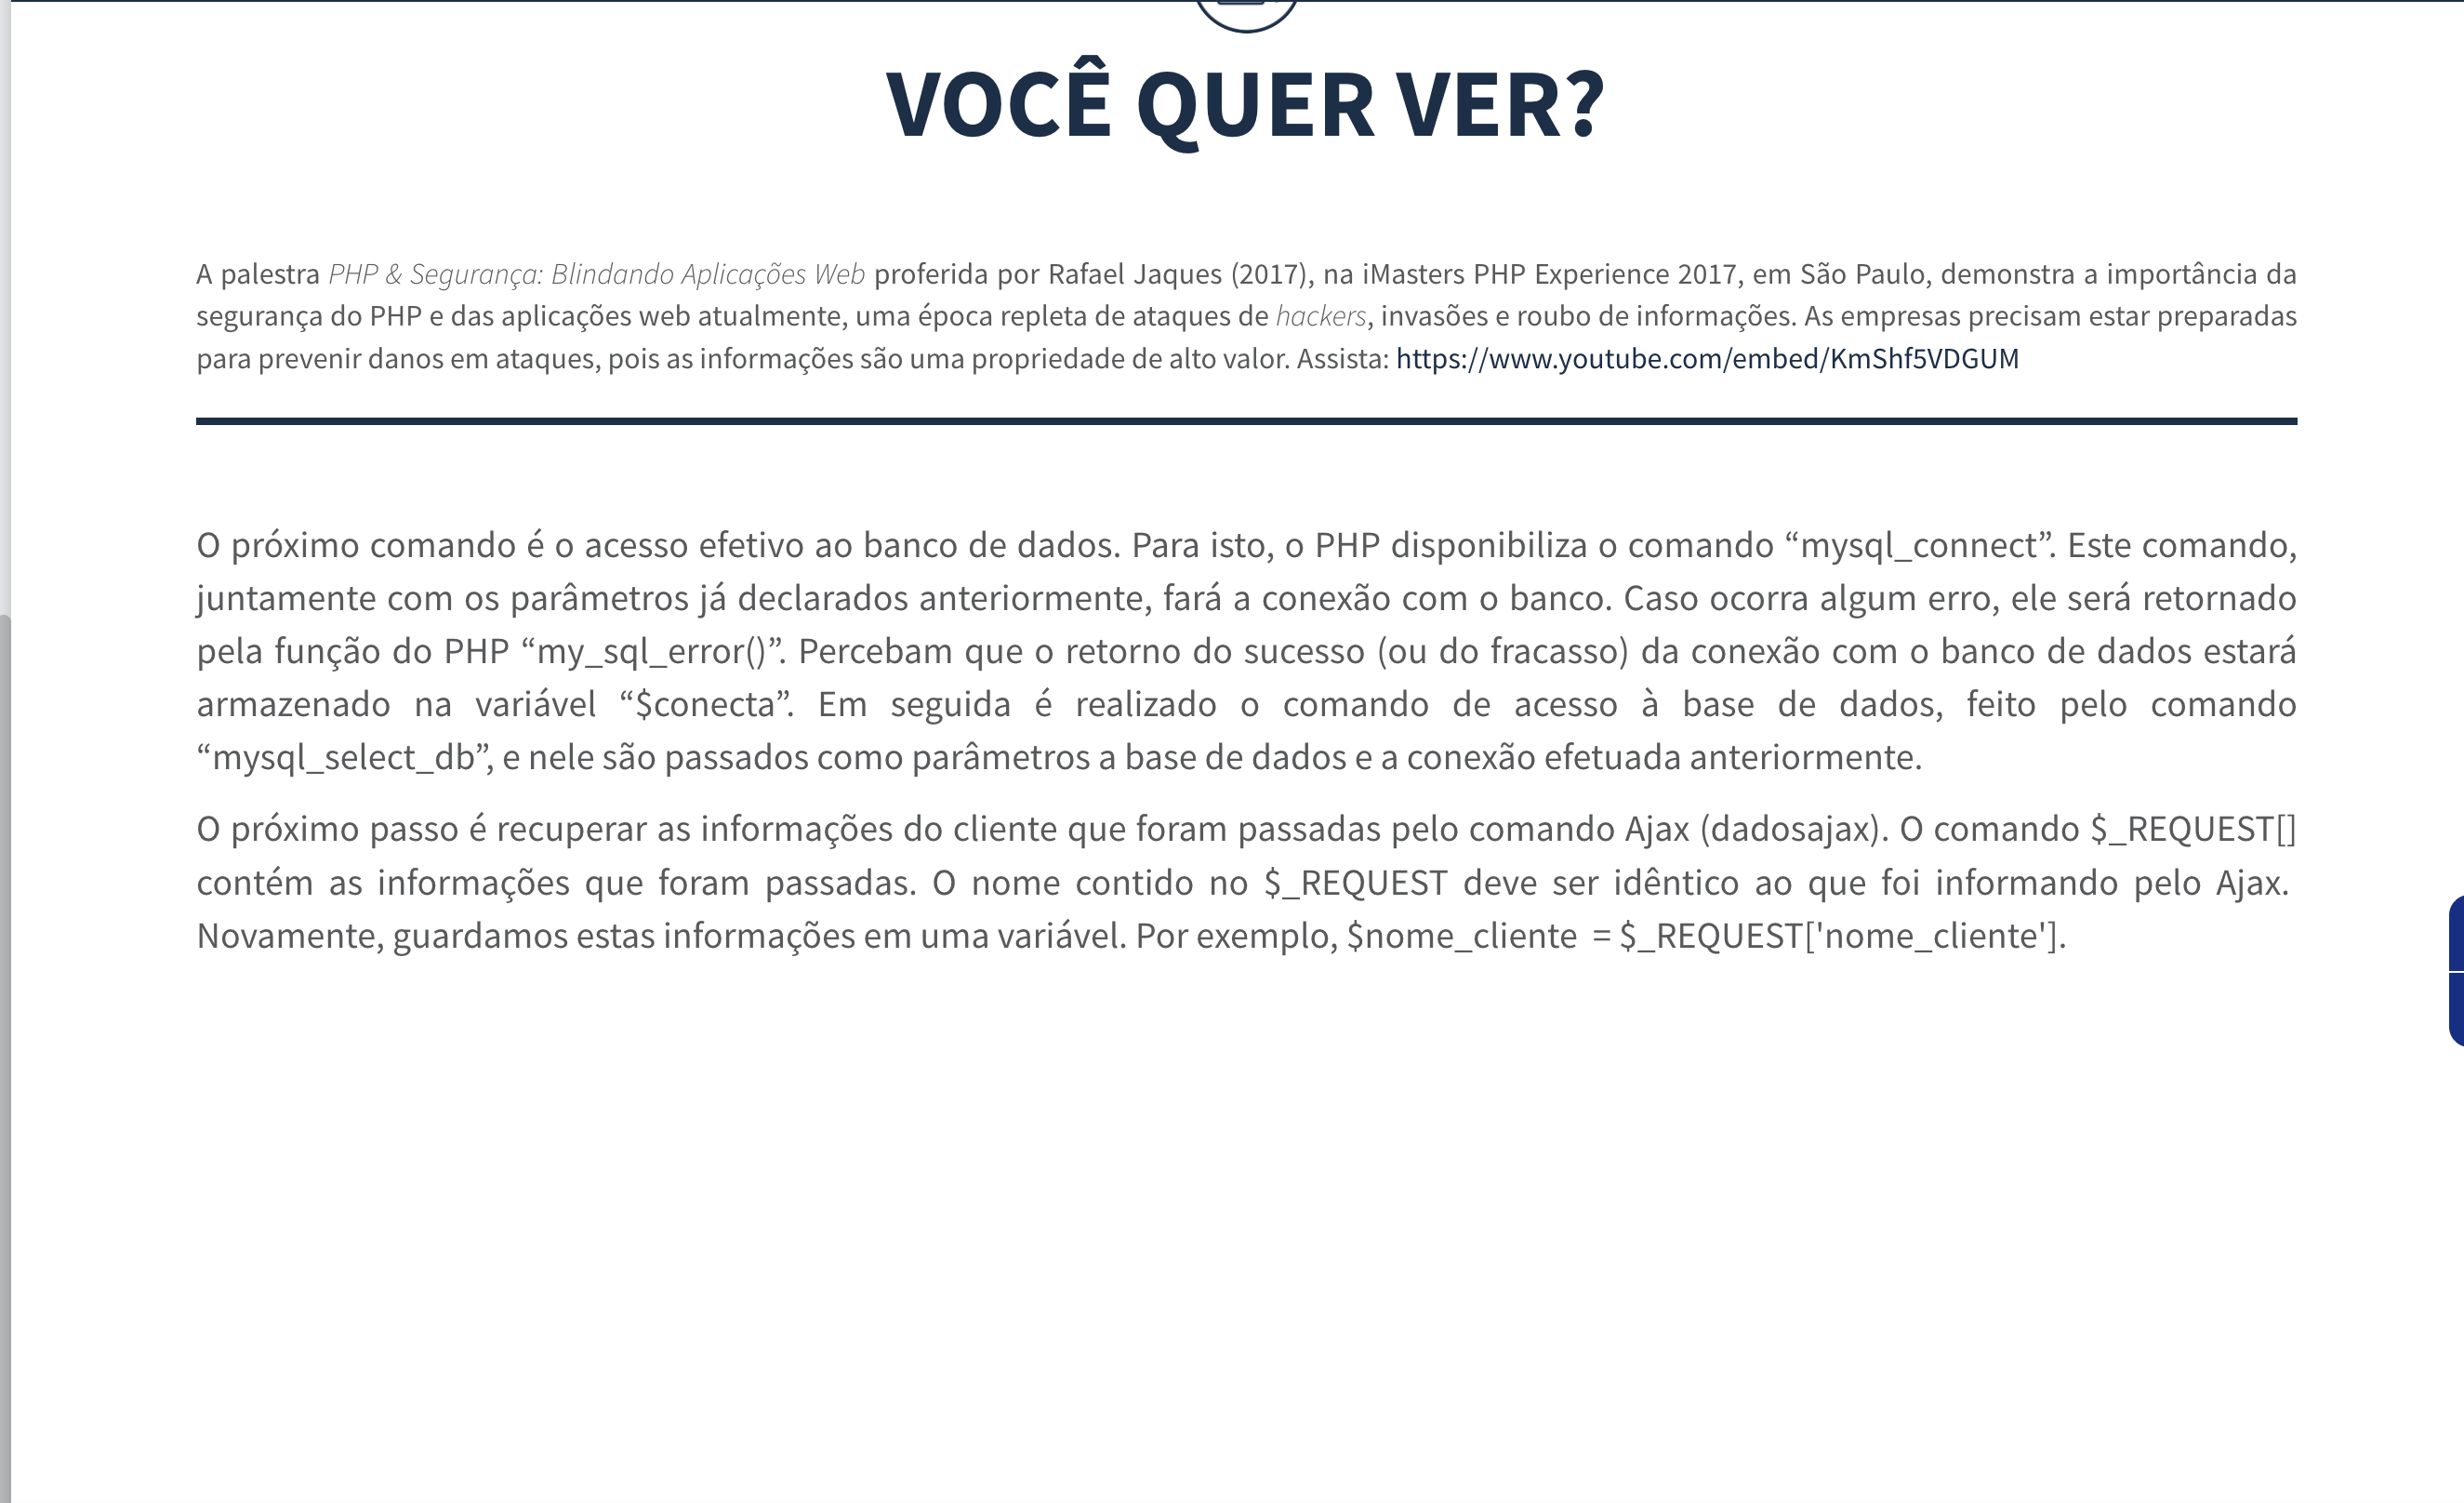 VOCÊ QUER VER?
A palestra PHP & Segurança: Blindando Aplicações Web proferida por Rafael Jaques (2017), na iMasters PHP Experience 2017, em São Paulo, demonstra a importância da
segurança do PHP e das aplicações web atualmente, uma época repleta de ataques de hackers, invasões e roubo de informações. As empresas precisam estar preparadas
para prevenir danos em ataques, pois as informações são uma propriedade de alto valor. Assista: https://www.youtube.com/embed/KmShf5VDGUM
O próximo comando é o acesso efetivo ao banco de dados. Para isto, o PHP disponibiliza o comando “mysql_connect”. Este comando,
juntamente com os parâmetros já declarados anteriormente, fará a conexão com o banco. Caso ocorra algum erro, ele será retornado
pela função do PHP “my_sql_error()”. Percebam que o retorno do sucesso (ou do fracasso) da conexão com o banco de dados estará
armazenado na variável “$conecta”. Em seguida é realizado o comando de acesso à base de dados, feito pelo comando
“mysql_select_db”, e nele são passados como parâmetros a base de dados e a conexão efetuada anteriormente.
O próximo passo é recuperar as informações do cliente que foram passadas pelo comando Ajax (dadosajax). O comando $_REQUEST[]
contém as informações que foram passadas. O nome contido no $_REQUEST deve ser idêntico ao que foi informando pelo Ajax.
Novamente, guardamos estas informações em uma variável. Por exemplo, $nome_cliente  = $_REQUEST['nome_cliente'].